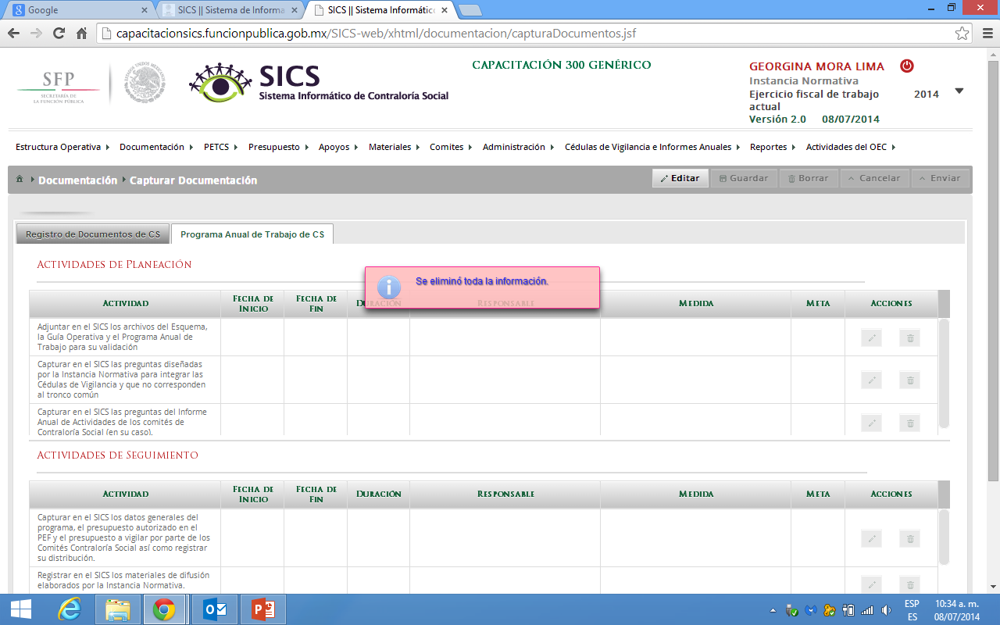 Google
SICS || Sistema de Informa
SICS || Sistema Informático
capacitacionsics.funcionpublica.gob.mx/SICS-web/xhtml/documentacion/capturaDocumentos.jsf
SFP
SECRETARÍA DE
LA FUNCIÓN PÚBLICA
ESTADOS UNIDOS MEXICANOS
SICS
Sistema Informático de Contraloría Social
CAPACITACIÓN 300 GENÉRICO
GEORGINA MORA LIMA
Instancia Normativa
Ejercicio fiscal de trabajo actual 2014
Versión 2.0 08/07/2014
Estructura Operativa Documentación PETCS Presupuesto Apoyos Materiales Comites Administración Cédulas de Vigilancia e Informes Anuales Reportes Actividades del OEC
Documentación Capturar Documentación
Editar Guardar Borrar Cancelar Enviar
Registro de Documentos de CS Programa Anual de Trabajo de CS
Actividades de Planeación
Se eliminó toda la información.
Actividad Fecha de Inicio Fecha de Fin Duración Responsable Medida Meta Acciones
Adjuntar en el SICS los archivos del Esquema,
la Guía Operativa y el Programa Anual de
Trabajo para su validación
Capturar en el SICS las preguntas diseñadas
por la Instancia Normativa para integrar las
Cédulas de Vigilancia y que no corresponden
al tronco común
Capturar en el SICS las preguntas del Informe
Anual de Actividades de los comités de
Contraloría Social (en su caso).
Actividades de Seguimiento
Actividad Fecha de Inicio Fecha de Fin Duración Responsable Medida Meta Acciones
Capturar en el SICS los datos generales del
programa, el presupuesto autorizado en el
PEF y el presupuesto a vigilar por parte de los
Comités Contraloría Social así como registrar
su distribución.
Registrar en el SICS los materiales de difusión
elaborados por la Instancia Normativa.
ESP
ES
10:34 a. m.
08/07/2014